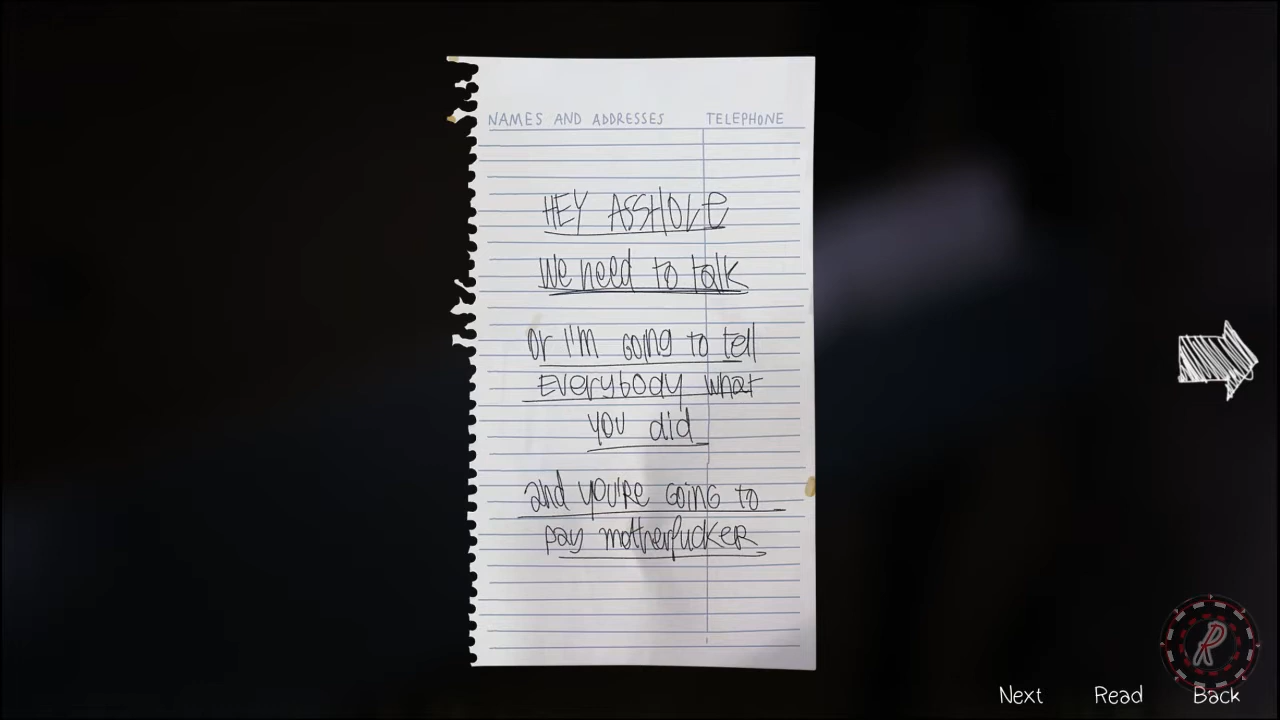 NAMES AND ADDRESSES TELEPHONE
HEY ASSHOLe
We need to talk
Or I'm going to tell
Everybody what
you did
and you're going to
pay motherfuckeR
R
Next Read Back